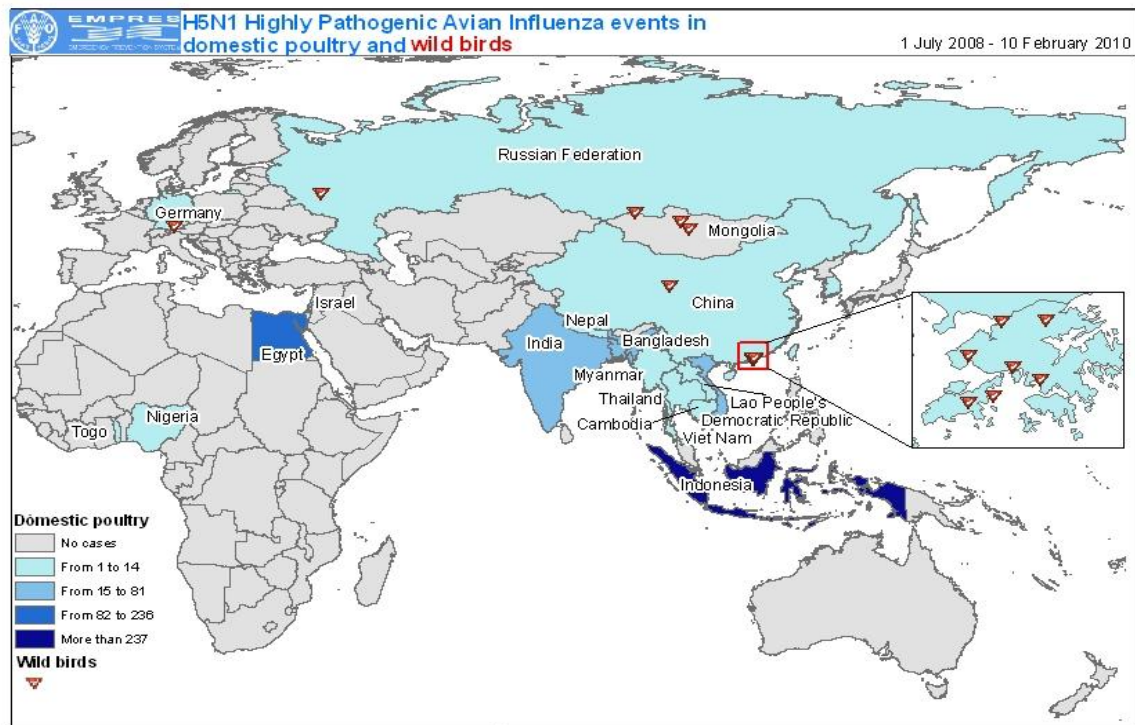 EMPRES
EMERGENCY PREVENTION SYSTEM
H5N1 Highly Pathogenic Avian Influenza events in
domestic poultry and wild birds
1 July 2008 - 10 February 2010
Russian Federation
Germany
Mongolia
China
Israel
Nepal
India
Bangladesh
Egypt
Myanmar
Thailand
Lao People's
Democratic Republic
Cambodia
Viet Nam
Nigeria
Togo
Indonesia
Domestic poultry
No cases
From 1 to 14
From 15 to 81
From 82 to 236
More than 237
Wild birds